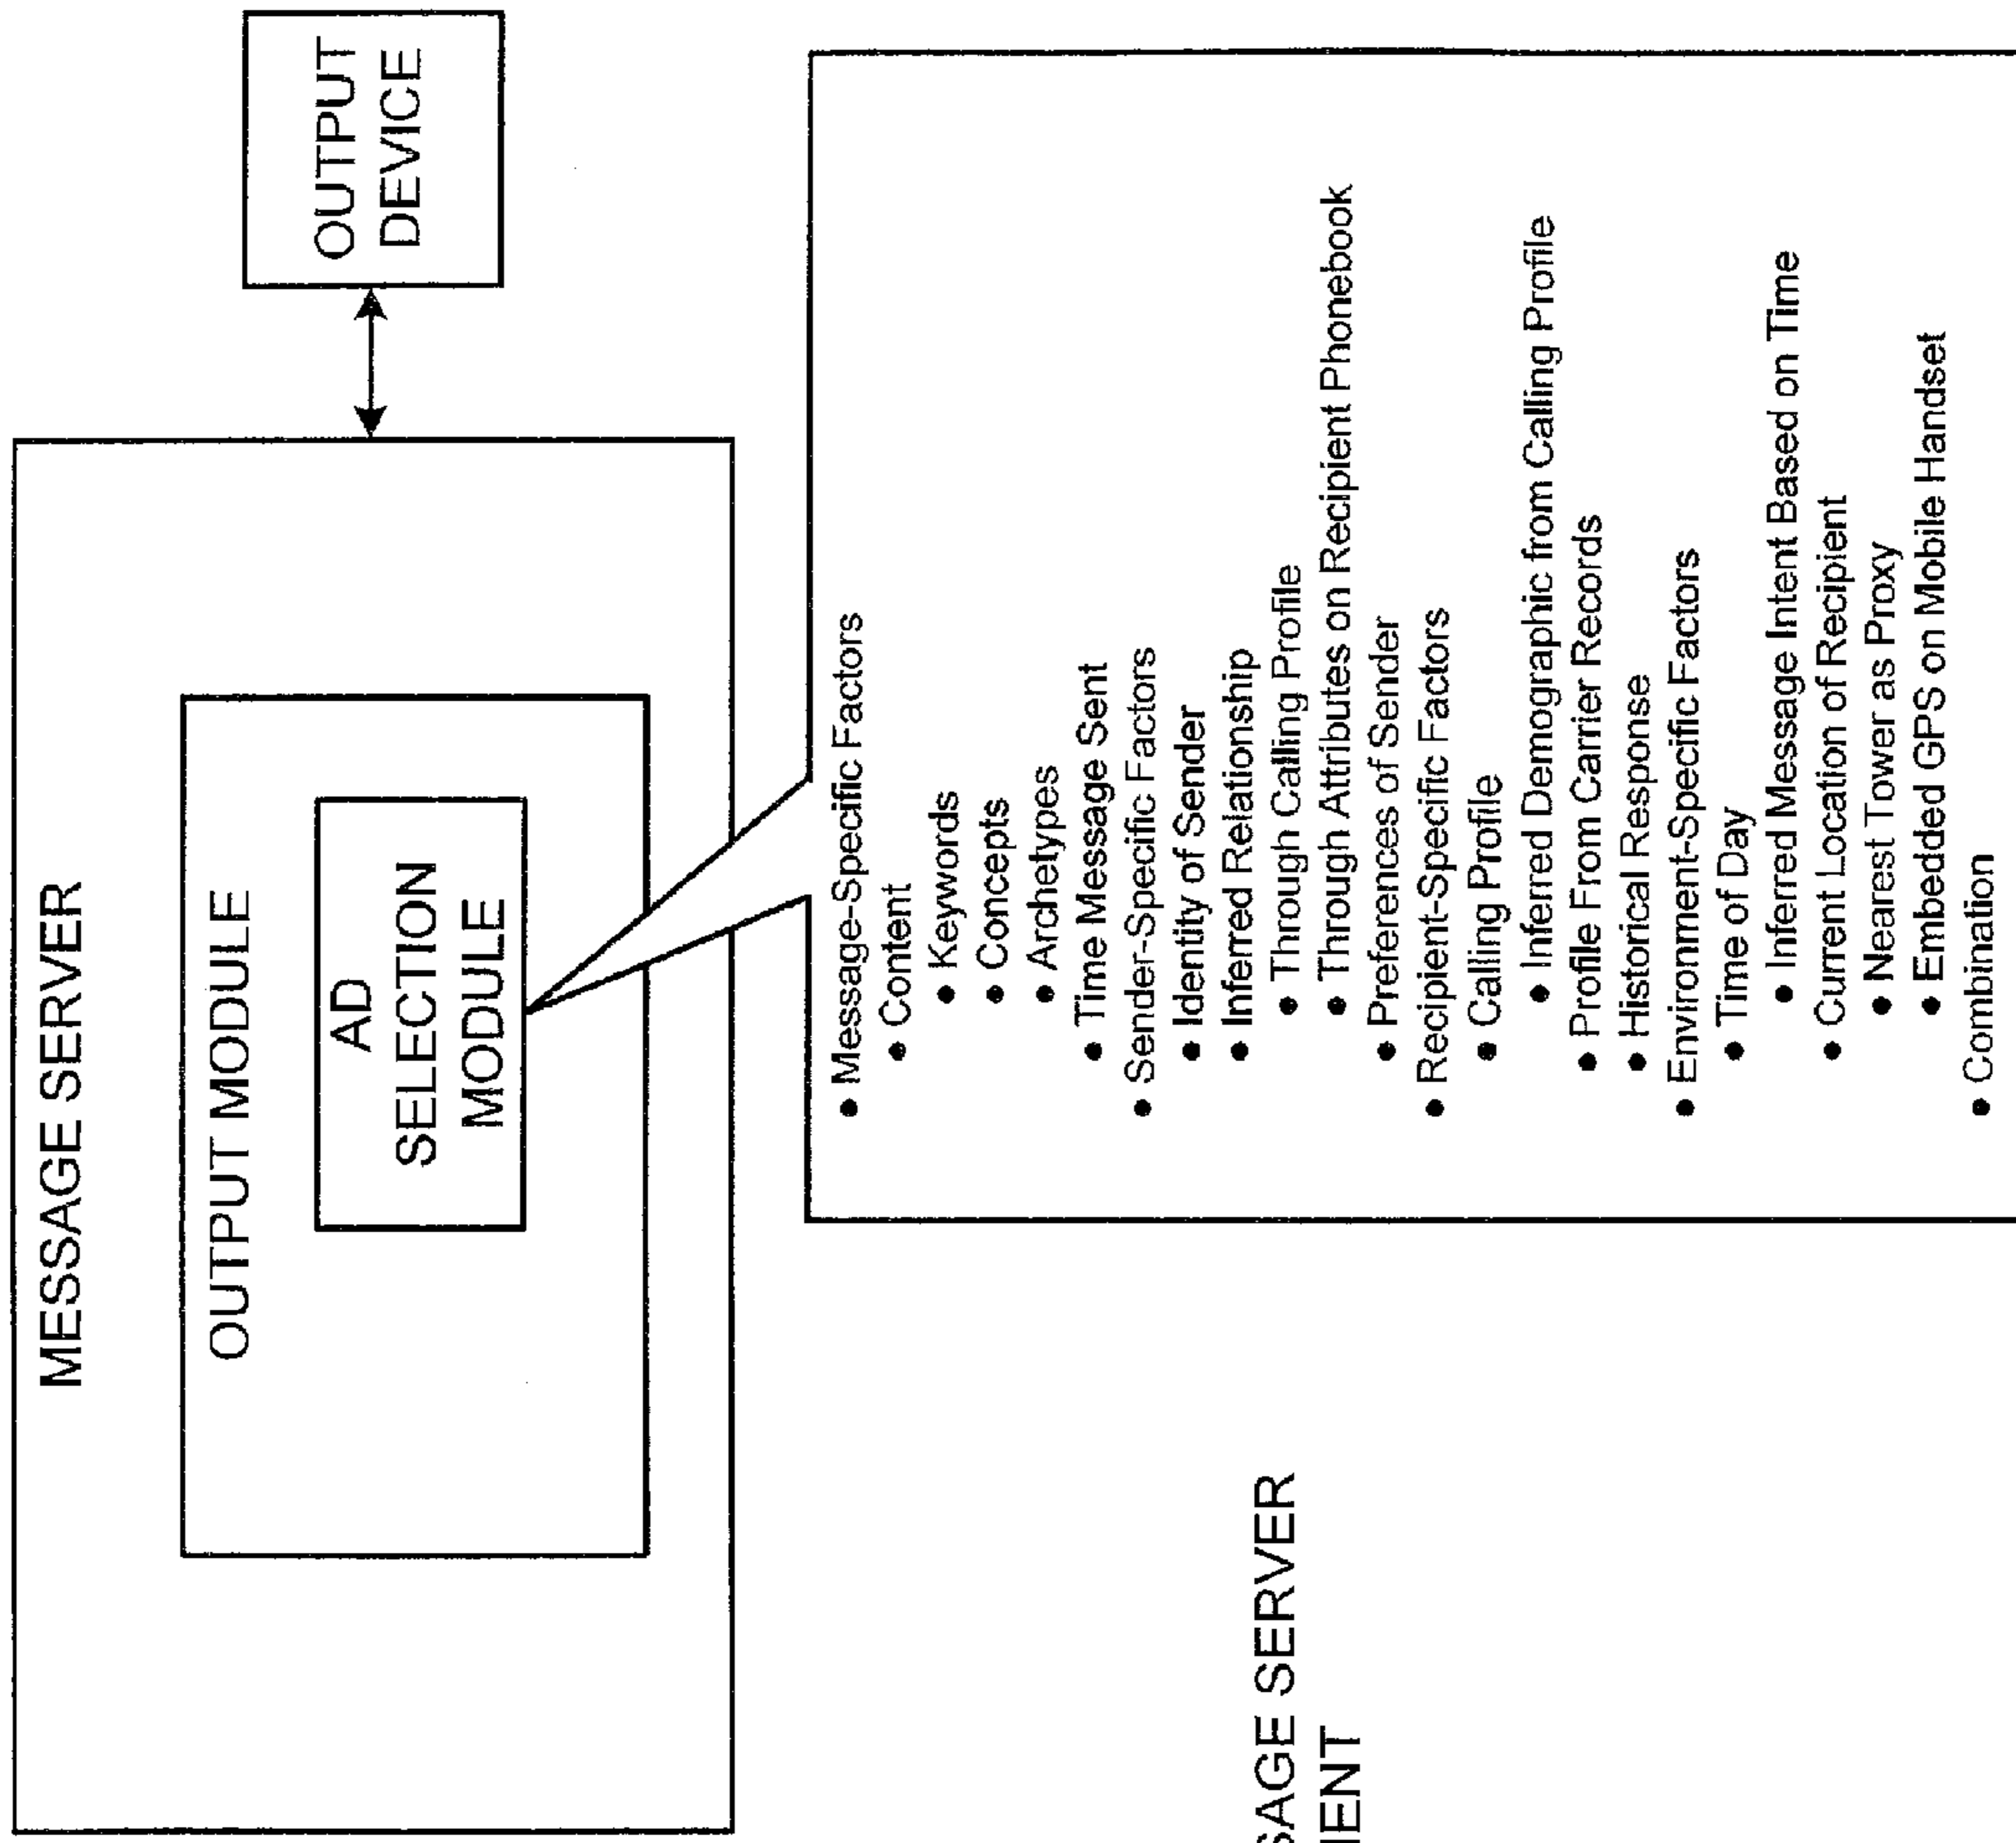 MESSAGE SERVER
OUTPUT MODULE
AD
SELECTION
MODULE
OUTPUT
DEVICE
• Message-Specific Factors
• Content
• Keywords
• Concepts
• Archetypes
• Time Message Sent
• Sender-Specific Factors
• Identity of Sender
• Inferred Relationship
• Through Calling Profile
• Through Attributes on Recipient Phonebook
• Preferences of Sender
• Recipient-Specific Factors
• Calling Profile
• Inferred Demographic from Calling Profile
• Profile From Carrier Records
• Historical Response
• Environment-Specific Factors
• Time of Day
• Inferred Message Intent Based on Time
• Current Location of Recipient
• Nearest Tower as Proxy
• Embedded GPS on Mobile Handset
• Combination
SERVER